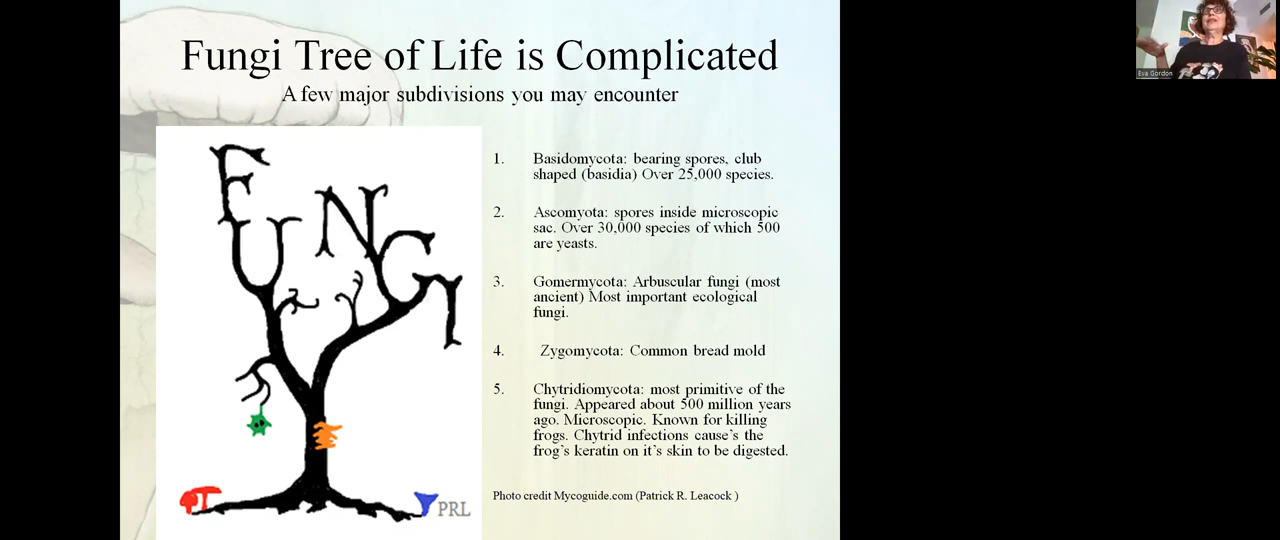 Fungi Tree of Life is Complicated
A few major subdivisions you may encounter
FUNGI
PRL
1. Basidomycota: bearing spores, club
shaped (basidia) Over 25,000 species.
2. Ascomyota: spores inside microscopic
sac. Over 30,000 species of which 500
are yeasts.
3. Gomermycota: Arbuscular fungi (most
ancient) Most important ecological
fungi.
4. Zygomycota: Common bread mold
5. Chytridiomycota: most primitive of the
fungi. Appeared about 500 million years
ago. Microscopic. Known for killing
frogs. Chytrid infections cause's the
frog's keratin on it's skin to be digested.
Photo credit Mycoguide.com (Patrick R. Leacock )
Eva Gordon